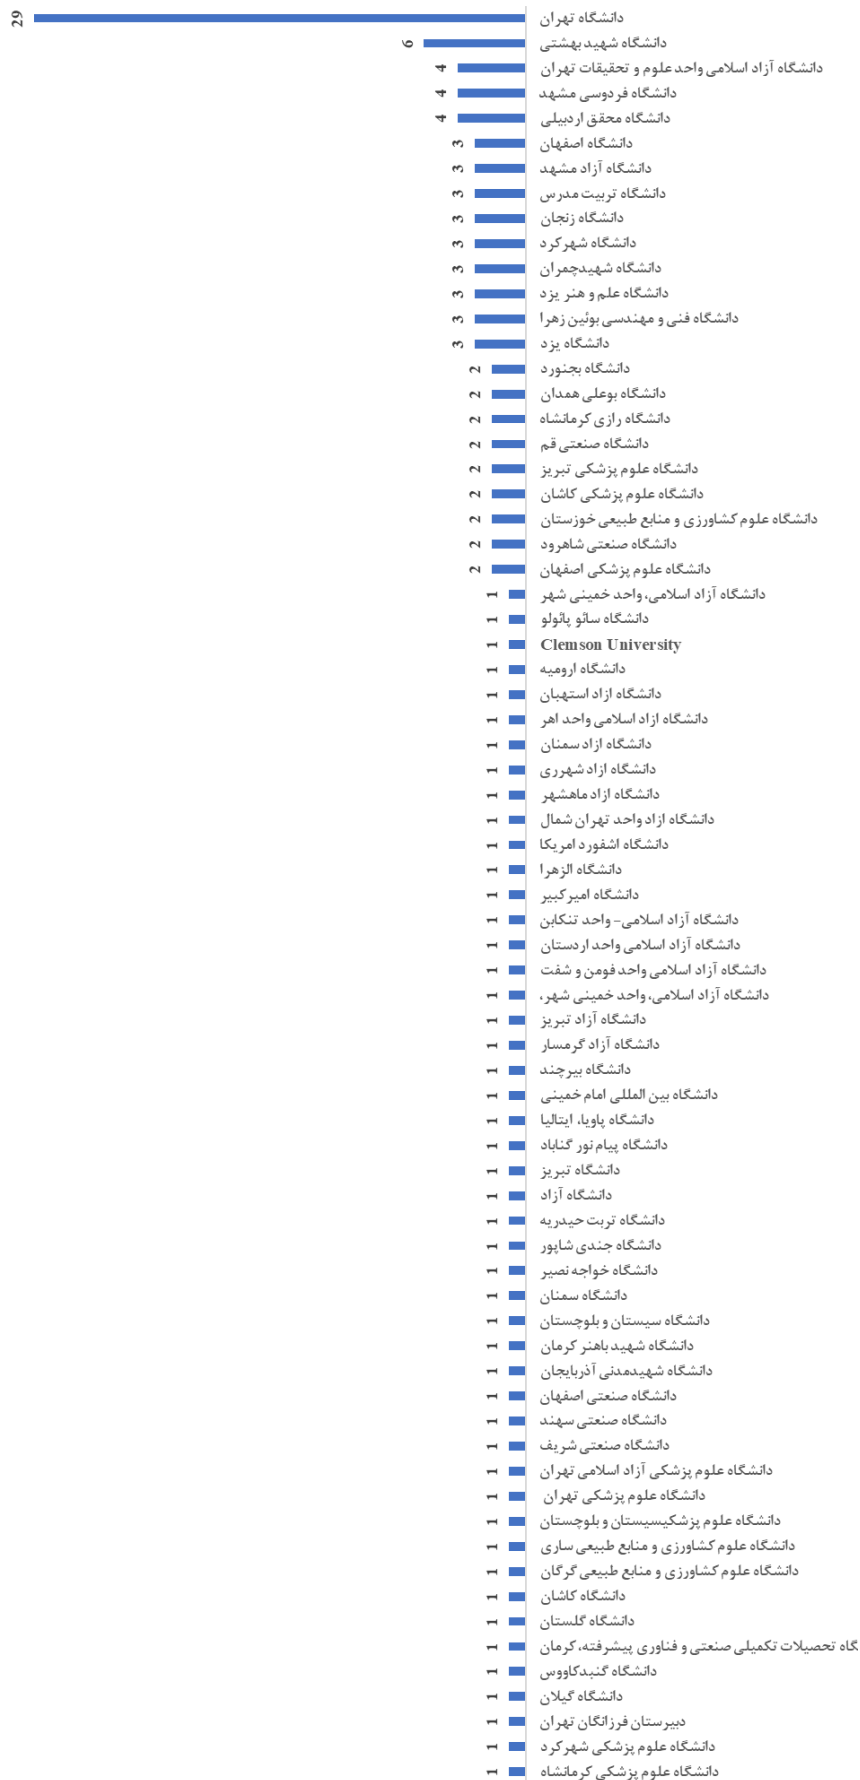 دانشگاه تهران 29
دانشگاه شهیدبهشتی 6
دانشگاه آزاد اسلامی واحد علوم و تحقیقات تهران 4
دانشگاه فردوسی مشهد 4
دانشگاه محقق اردبیلی 4
دانشگاه اصفهان 3
دانشگاه آزاد مشهد 3
دانشگاه تربیت مدرس 3
دانشگاه زنجان 3
دانشگاه شهرکرد 3
دانشگاه شهیدچمران 3
دانشگاه علم و هنر یزد 3
دانشگاه فنی و مهندسی بوئین زهرا 3
دانشگاه یزد 3
دانشگاه بجنورد 2
دانشگاه بوعلی همدان 2
دانشگاه رازی کرمانشاه 2
دانشگاه صنعتی قم 2
دانشگاه علوم پزشکی تبریز 2
دانشگاه علوم پزشکی کاشان 2
دانشگاه علوم کشاورزی و منابع طبیعی خوزستان 2
دانشگاه صنعتی شاهرود 2
دانشگاه علوم پزشکی اصفهان 2
دانشگاه آزاد اسلامی، واحد خمینی شهر 1
دانشگاه سائو پائولو 1
Clemson University 1
دانشگاه ارومیه 1
دانشگاه ازاد استهبان 1
دانشگاه ازاد اسلامی واحد اهر 1
دانشگاه ازاد سمنان 1
دانشگاه ازاد شهرری 1
دانشگاه ازاد ماهشهر 1
دانشگاه ازاد واحد تهران شمال 1
دانشگاه اشفورد امریکا 1
دانشگاه الزهرا 1
دانشگاه امیرکبیر 1
دانشگاه آزاد اسلامی- واحد تنکابن 1
دانشگاه آزاد اسلامی واحد اردستان 1
دانشگاه آزاد اسلامی واحد فومن و شفت 1
دانشگاه آزاد اسلامی، واحد خمینی شهر، 1
دانشگاه آزاد تبریز 1
دانشگاه آزاد گرمسار 1
دانشگاه بیرجند 1
دانشگاه بین المللی امام خمینی 1
دانشگاه پاویا، ایتالیا 1
دانشگاه پیام نور گناباد 1
دانشگاه تبریز 1
دانشگاه آزاد 1
دانشگاه تربت حیدریه 1
دانشگاه جندی شاپور 1
دانشگاه خواجه نصیر 1
دانشگاه سمنان 1
دانشگاه سیستان و بلوچستان 1
دانشگاه شهیدباهنر کرمان 1
دانشگاه شهیدمدنی آذربایجان 1
دانشگاه صنعتی اصفهان 1
دانشگاه صنعتی سهند 1
دانشگاه صنعتی شریف 1
دانشگاه علوم پزشکی آزاد اسلامی تهران 1
دانشگاه علوم پزشکی تهران 1
دانشگاه علوم پزشکیسیستان و بلوچستان 1
دانشگاه علوم کشاورزی و منابع طبیعی ساری 1
دانشگاه علوم کشاورزی و منابع طبیعی گرگان 1
دانشگاه کاشان 1
دانشگاه گلستان 1
گاه تحصیلات تکمیلی صنعتی و فناوری پیشرفته، کرمان 1
دانشگاه گنبدکاووس 1
دانشگاه گیلان 1
دبیرستان فرزانگان تهران 1
دانشگاه علوم پزشکی شهرکرد 1
دانشگاه علوم پزشکی کرمانشاه 1